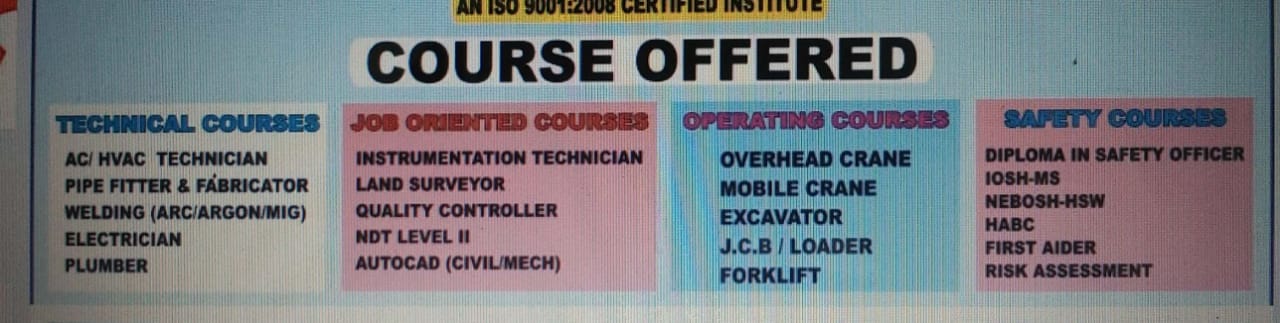 AN ISO 9001:2008 CERTIFIED INSTITUTE
COURSE OFFERED
TECHNICAL COURSES
AC/ HVAC TECHNICIAN
PIPE FITTER & FABRICATOR
WELDING (ARC/ARGON/MIG)
ELECTRICIAN
PLUMBER
JOB ORIENTED COURSES
INSTRUMENTATION TECHNICIAN
LAND SURVEYOR
QUALITY CONTROLLER
NDT LEVEL II
AUTOCAD (CIVIL/MECH)
OPERATING COURSES
OVERHEAD CRANE
MOBILE CRANE
EXCAVATOR
J.C.B / LOADER
FORKLIFT
SAFETY COURSES
DIPLOMA IN SAFETY OFFICER
IOSH-MS
NEBOSH-HSW
HABC
FIRST AIDER
RISK ASSESSMENT